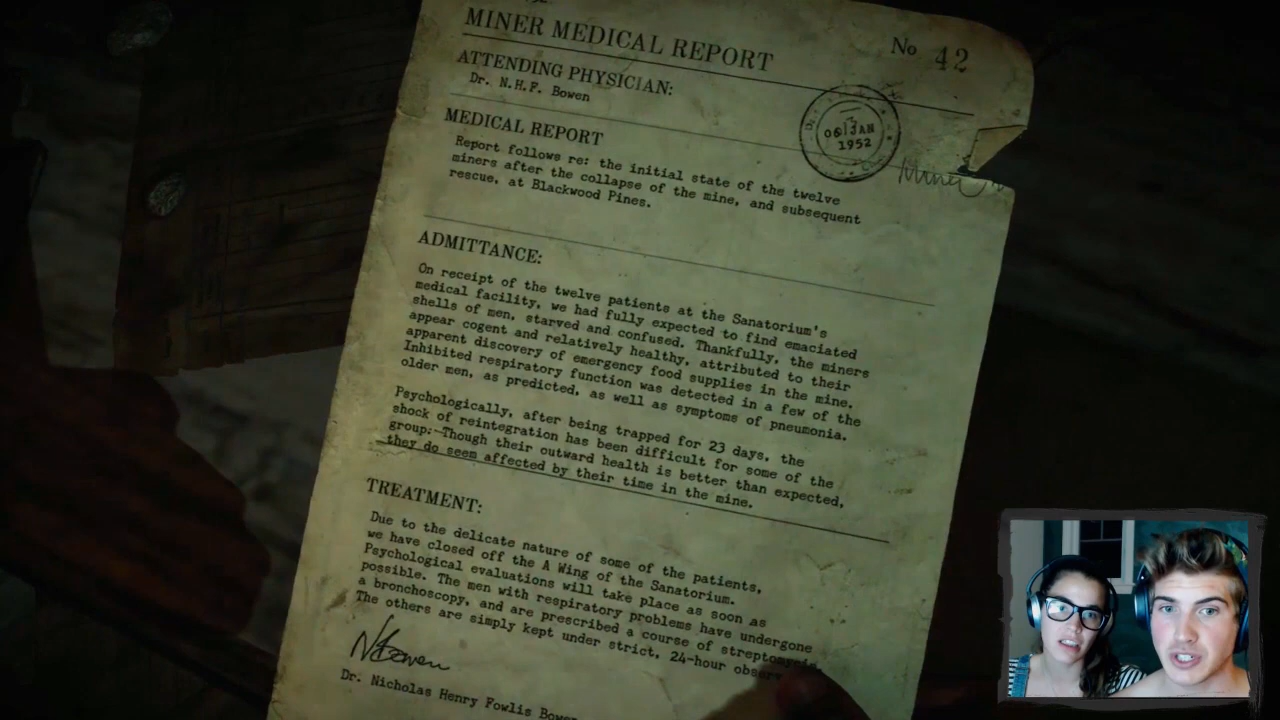 MINER MEDICAL REPORT
No 42
ATTENDING PHYSICIAN:
Dr. N.H.F. Bowen
06 JAN
1952
MEDICAL REPORT
Report follows re: the initial state of the twelve
miners after the collapse of the mine, and subsequent
rescue, at Blackwood Pines.
ADMITTANCE:
On receipt of the twelve patients at the Sanatorium's
medical facility, we had fully expected to find emaciated
shells of men, starved and confused. Thankfully, the miners
appear cogent and relatively healthy, attributed to their
apparent discovery of emergency food supplies in the mine.
Inhibited respiratory function was detected in a few of the
older men, as predicted, as well as symptoms of pneumonia.
Psychologically, after being trapped for 23 days, the
shock of reintegration has been difficult for some of the
group: Though their outward health is better than expected,
they do seem affected by their time in the mine.
TREATMENT:
Due to the delicate nature of some of the patients,
we have closed off the A Wing of the Sanatorium.
Psychological evaluations will take place as soon as
possible. The men with respiratory problems have undergone
a bronchoscopy, and are prescribed a course of
The others are simply kept under strict, 24-hour
Dr. Nicholas Henry Fowlis Bowen